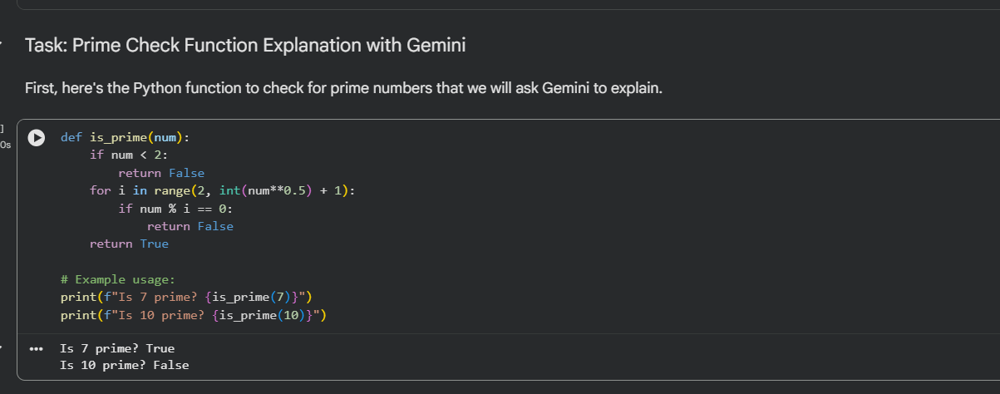 Task: Prime Check Function Explanation with Gemini
First, here's the Python function to check for prime numbers that we will ask Gemini to explain.
]
0s
def is_prime(num):
    if num < 2:
        return False
    for i in range(2, int(num**0.5) + 1):
        if num % i == 0:
            return False
    return True

# Example usage:
print(f"Is 7 prime? {is_prime(7)}")
print(f"Is 10 prime? {is_prime(10)}")
Is 7 prime? True
Is 10 prime? False